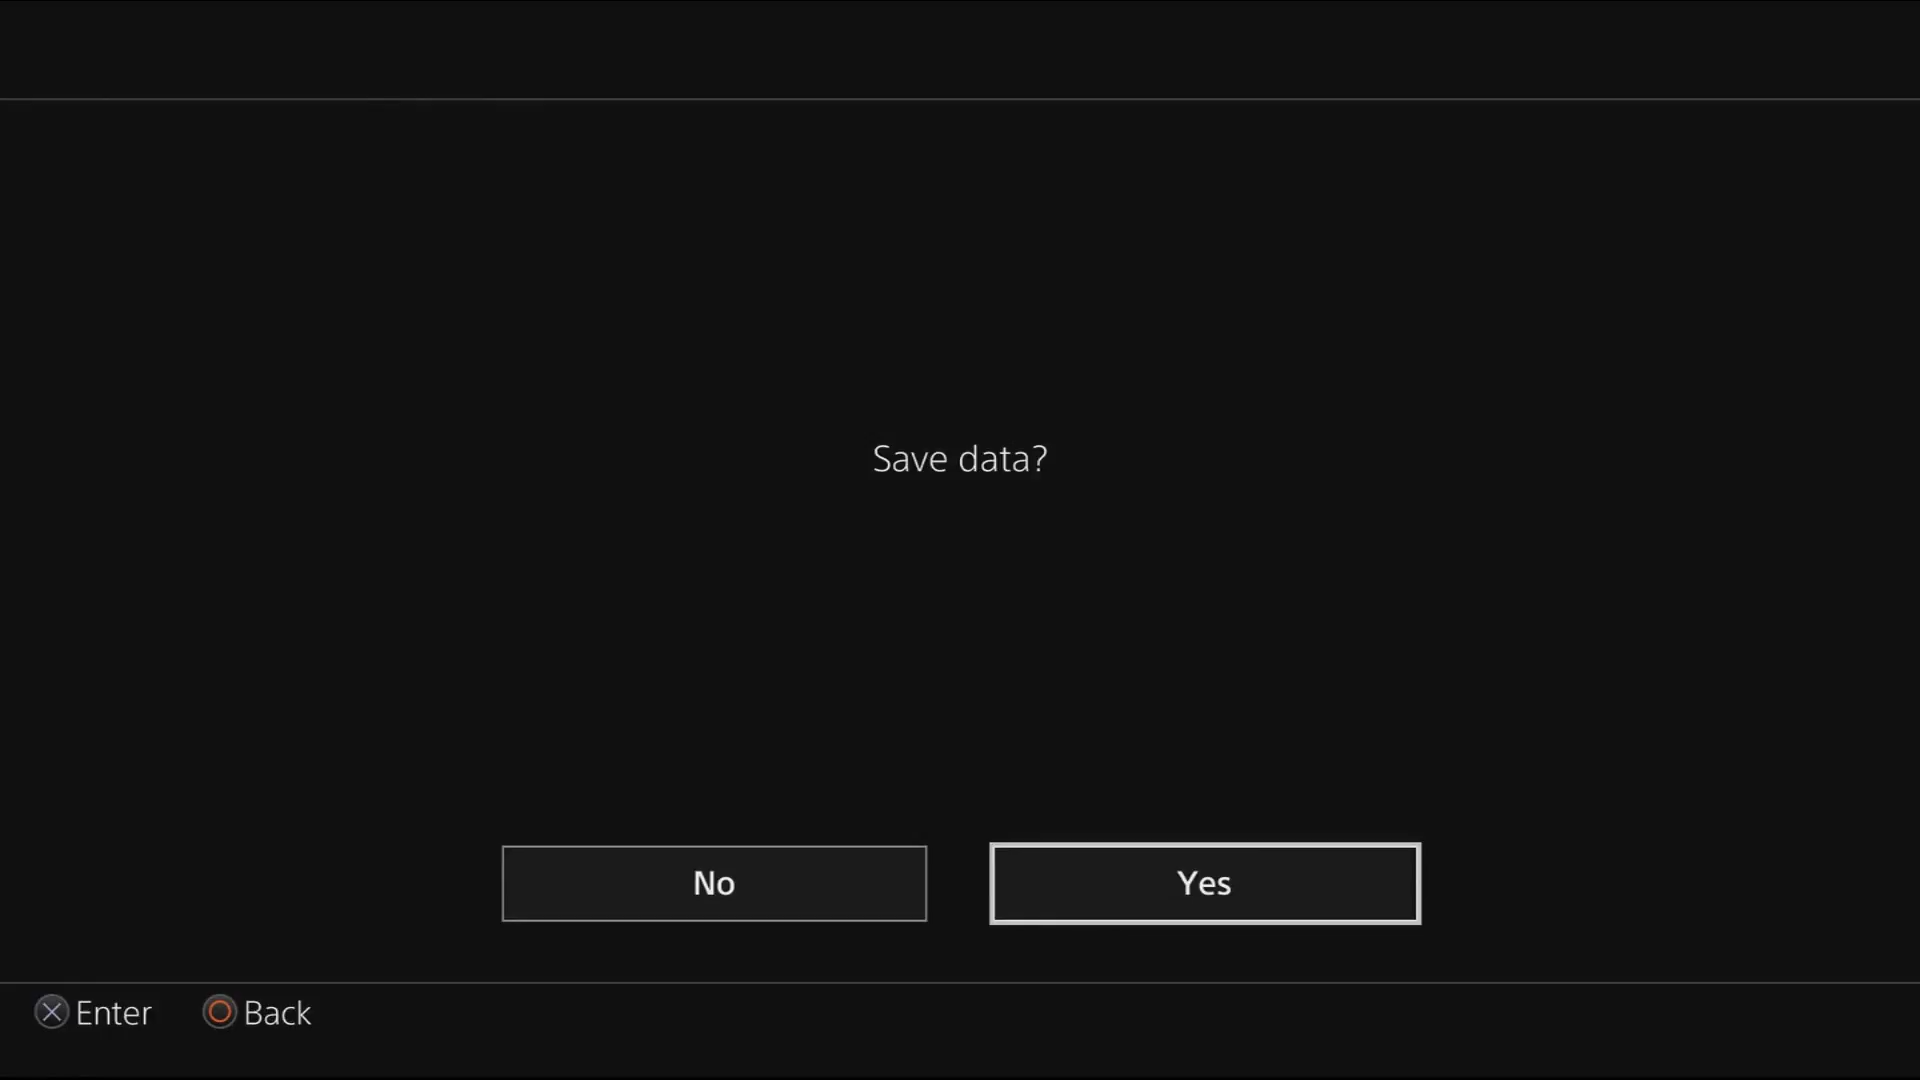 Save data?
No
Yes
Enter
Back